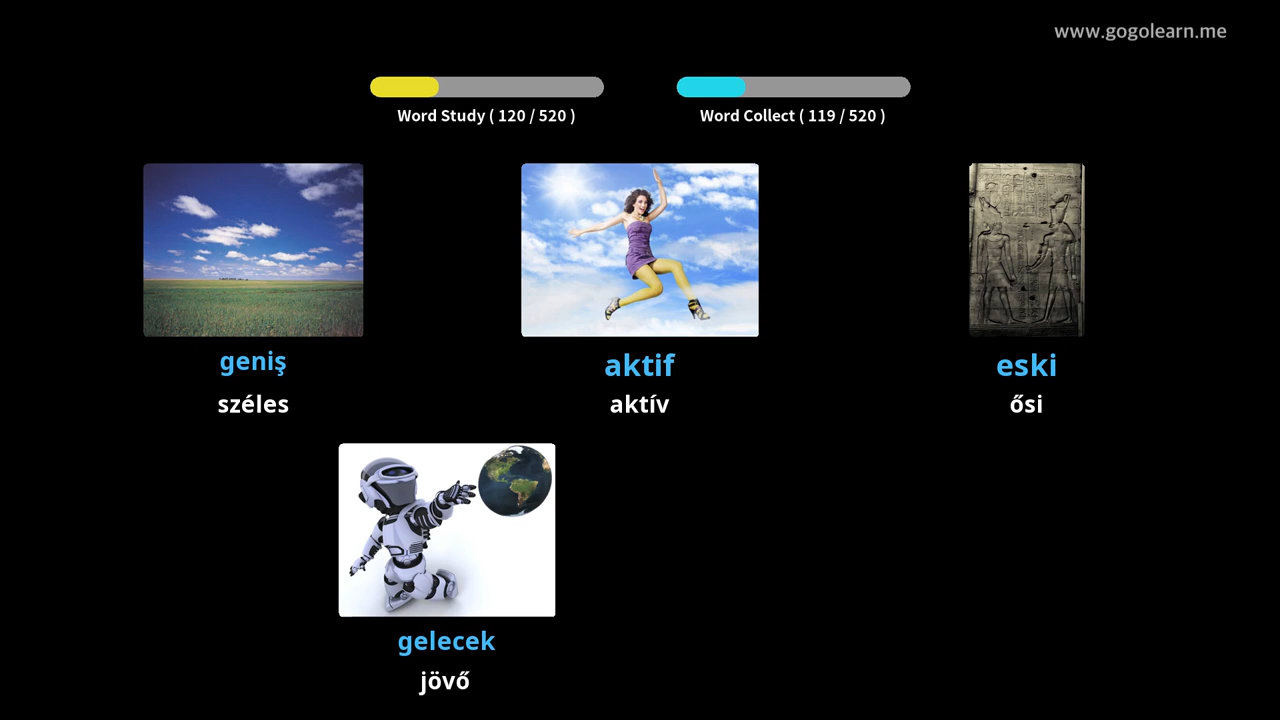 www.gogolearn.me
Word Study ( 120 / 520 )
Word Collect ( 119 / 520 )
geniş
széles
aktif
aktív
eski
ősi
gelecek
jövő